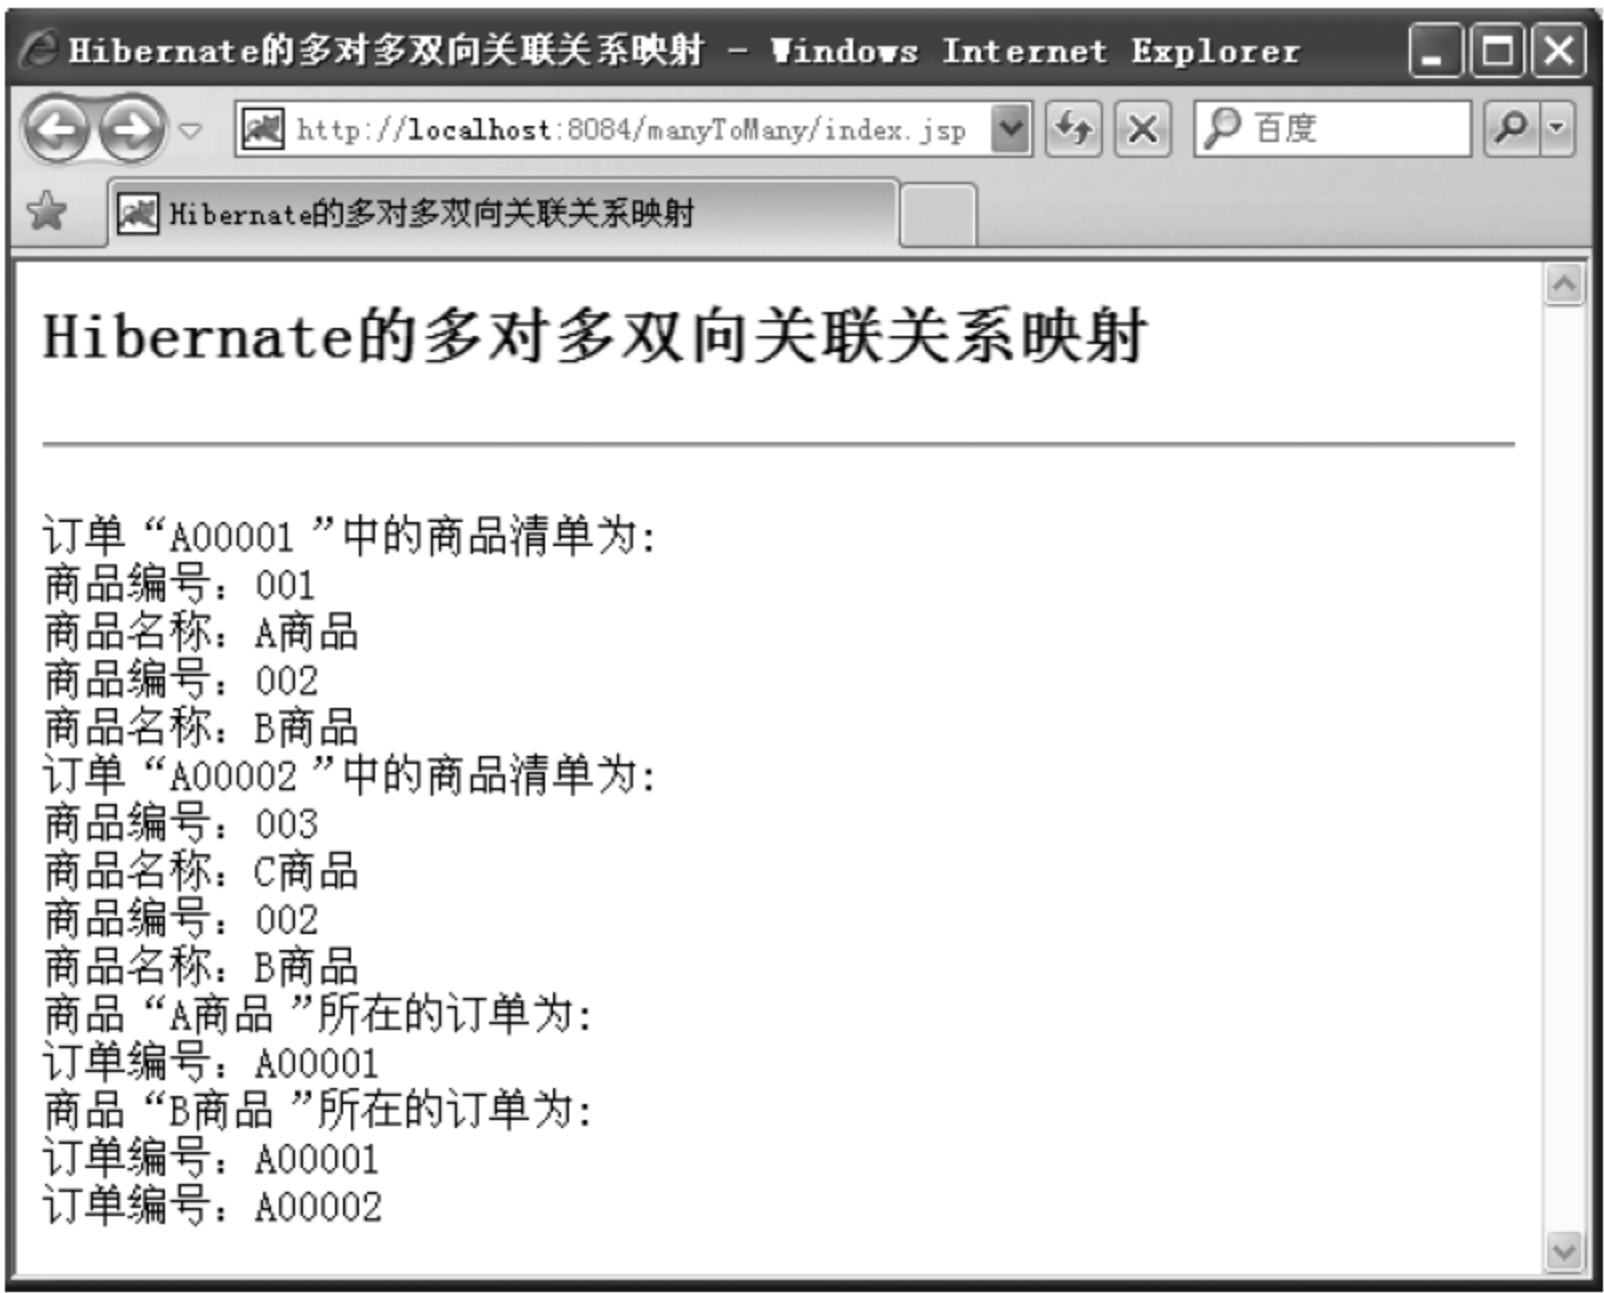 Hibernate的多对多双向关联关系映射 - Windows Internet Explorer
http://localhost:8084/manyToMany/index.jsp
百度
Hibernate的多对多双向关联关系映射
Hibernate的多对多双向关联关系映射
订单“A00001 ”中的商品清单为:
商品编号：001
商品名称：A商品
商品编号：002
商品名称：B商品
订单“A00002 ”中的商品清单为:
商品编号：003
商品名称：C商品
商品编号：002
商品名称：B商品
商品“A商品 ”所在的订单为:
订单编号：A00001
商品“B商品 ”所在的订单为:
订单编号：A00001
订单编号：A00002